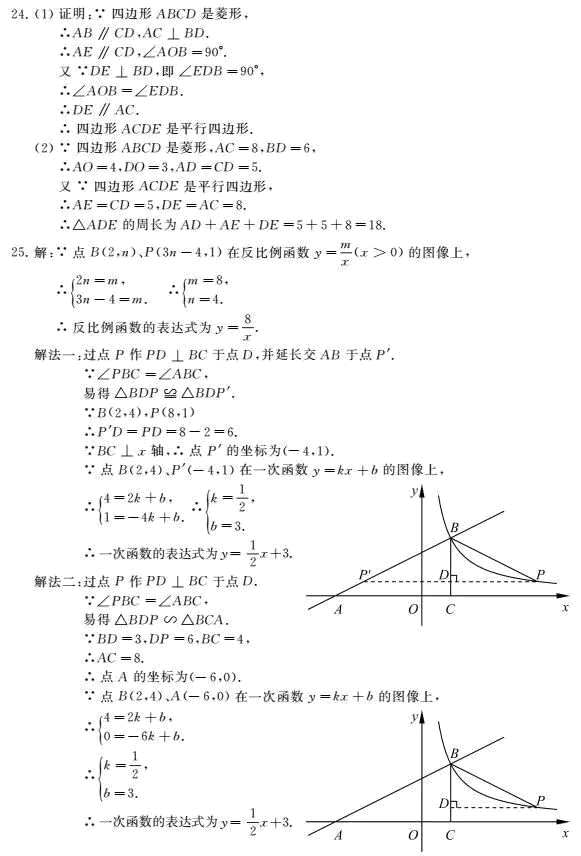 24. (1) 证明:∵ 四边形 ABCD 是菱形,
∴AB ∥ CD,AC ⊥ BD.
∴AE ∥ CD,∠AOB=90°.
又 ∵DE ⊥ BD,即 ∠EDB=90°,
∴∠AOB=∠EDB.
∴DE ∥ AC.
∴ 四边形 ACDE 是平行四边形.
(2) ∵ 四边形 ABCD 是菱形,AC=8,BD=6,
∴AO=4,DO=3,AD=CD=5.
又 ∵ 四边形 ACDE 是平行四边形,
∴AE=CD=5,DE=AC=8.
∴△ADE 的周长为 AD+AE+DE=5+5+8=18.
25. 解:∵ 点 B(2,n)、P(3n-4,1) 在反比例函数 y=m/x(x>0) 的图像上,
∴{2n=m, ∴{m=8,
3n-4=m. n=4.
∴ 反比例函数的表达式为 y=8/x.
解法一:过点 P 作 PD ⊥ BC 于点 D,并延长交 AB 于点 P′.
∵∠PBC=∠ABC,
易得 △BDP ≌ △BDP′.
∵B(2,4),P(8,1)
∴P′D=PD=8-2=6.
∵BC ⊥ x 轴,∴ 点 P′ 的坐标为(-4,1).
∵ 点 B(2,4)、P′(-4,1) 在一次函数 y=kx+b 的图像上,
∴{4=2k+b, ∴{k=1/2,
1=-4k+b. b=3.
∴ 一次函数的表达式为 y=1/2x+3.
y
B
P′ D P
A O C x
解法二:过点 P 作 PD ⊥ BC 于点 D.
∵∠PBC=∠ABC,
易得 △BDP ∽ △BCA.
∵BD=3,DP=6,BC=4,
∴AC=8.
∴ 点 A 的坐标为(-6,0).
∵ 点 B(2,4)、A(-6,0) 在一次函数 y=kx+b 的图像上,
∴{4=2k+b,
0=-6k+b.
∴{k=1/2,
b=3.
∴ 一次函数的表达式为 y=1/2x+3.
y
B
D P
A O C x